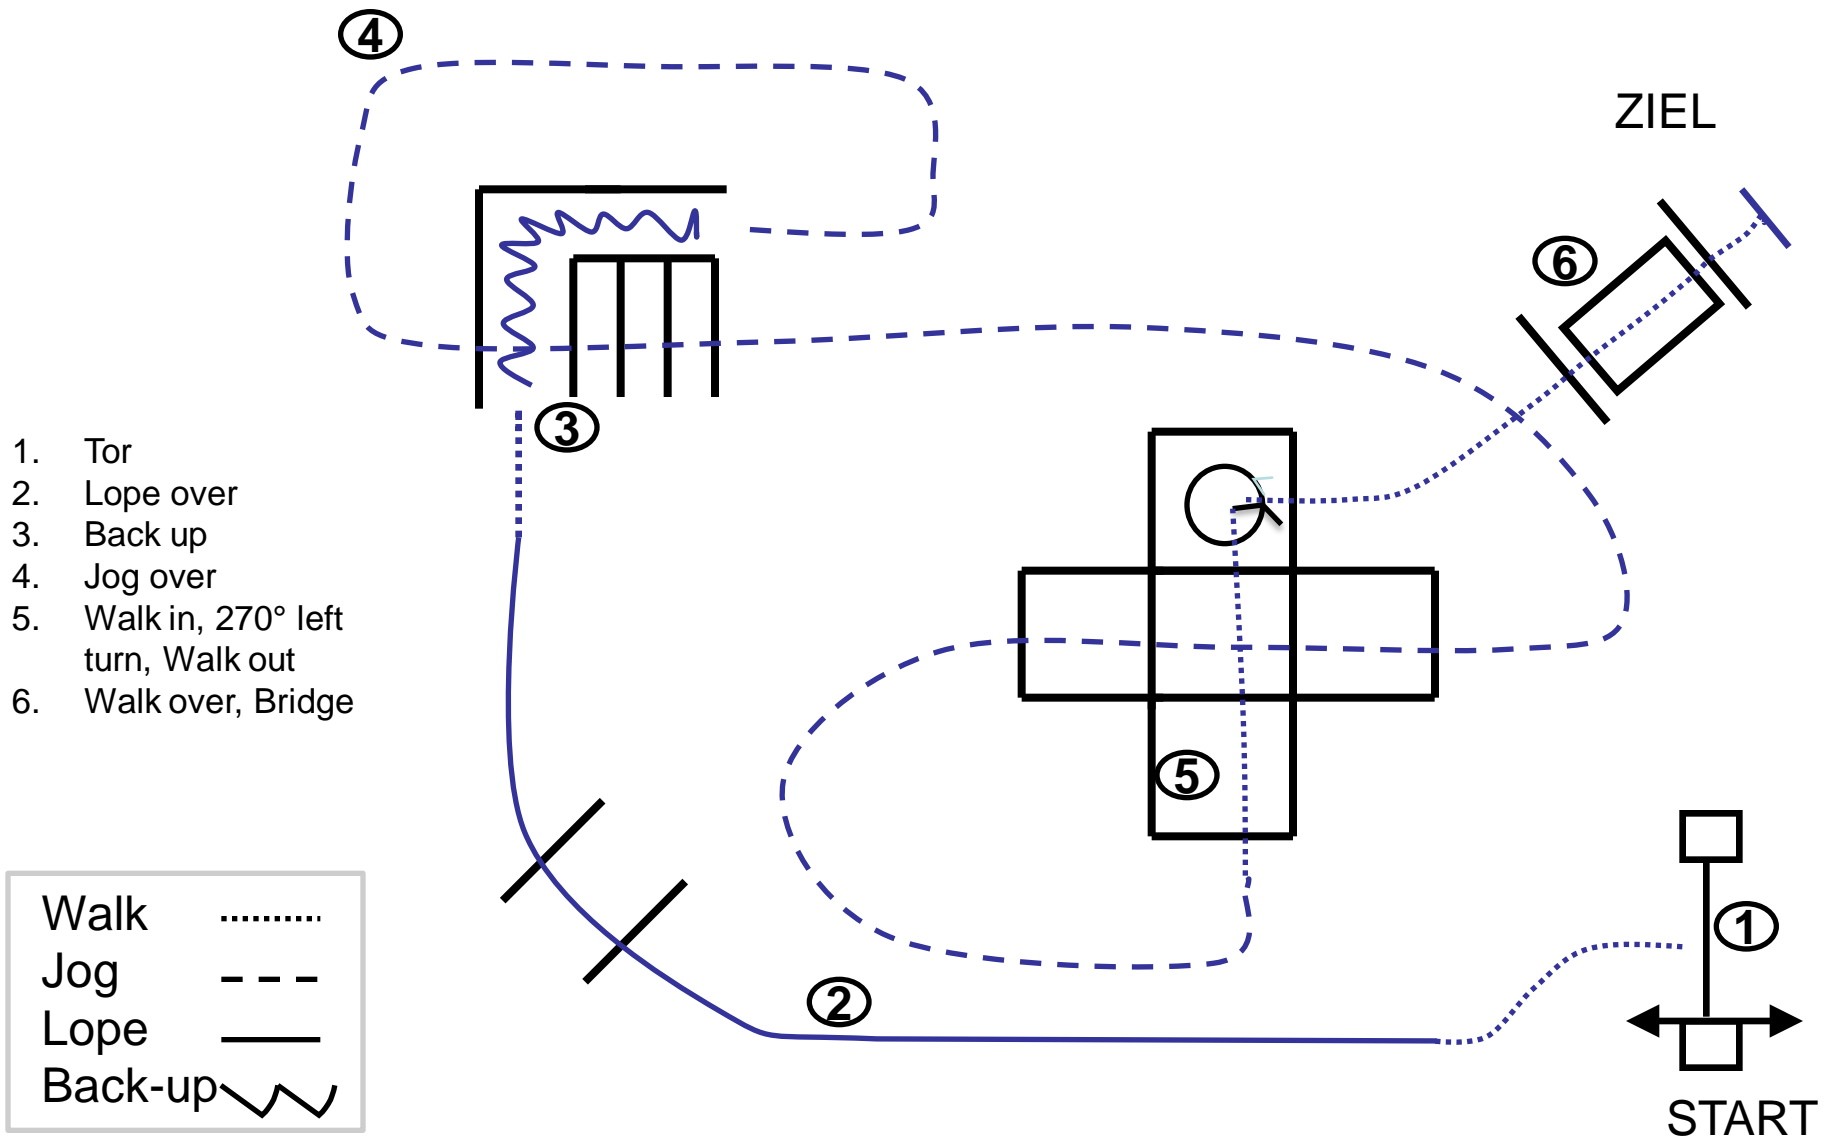 4
ZIEL
6
3
1. Tor
2. Lope over
3. Back up
4. Jog over
5. Walk in, 270° left
turn, Walk out
6. Walk over, Bridge
5
1
2
Walk
Jog
Lope
Back-up
START